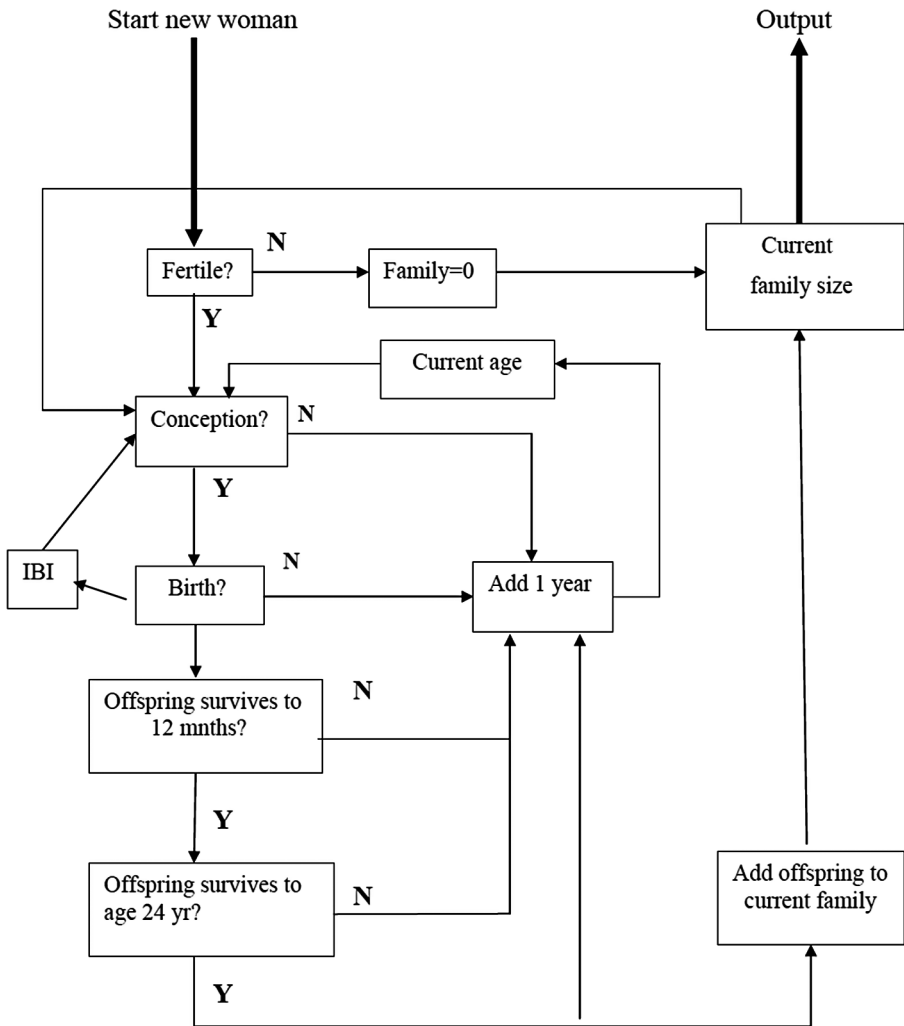 Start new woman
Output
N
Fertile?
Family=0
Current
family size
Y
Current age
Conception?
N
Y
IBI
Birth?
N
Add 1 year
Offspring survives to
12 mnths?
N
Y
Offspring survives to
age 24 yr?
N
Add offspring to
current family
Y